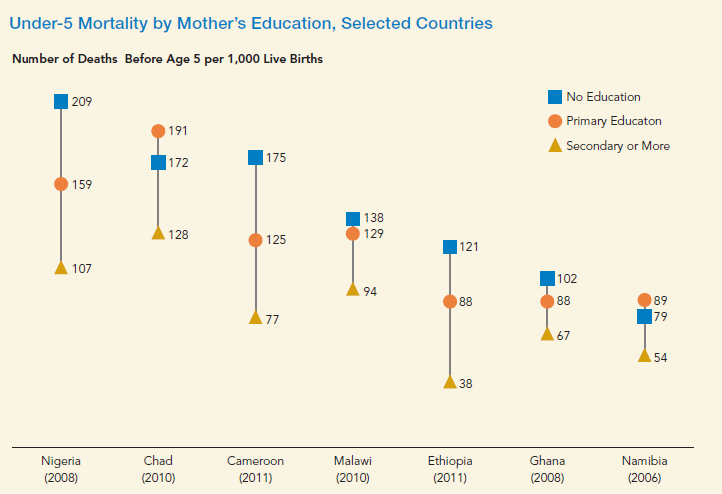 Under-5 Mortality by Mother's Education, Selected Countries
Number of Deaths Before Age 5 per 1,000 Live Births
No Education
Primary Educaton
Secondary or More
209
159
107
191
172
128
175
125
77
138
129
94
121
88
38
102
88
67
89
79
54
Nigeria
(2008)
Chad
(2010)
Cameroon
(2011)
Malawi
(2010)
Ethiopia
(2011)
Ghana
(2008)
Namibia
(2006)